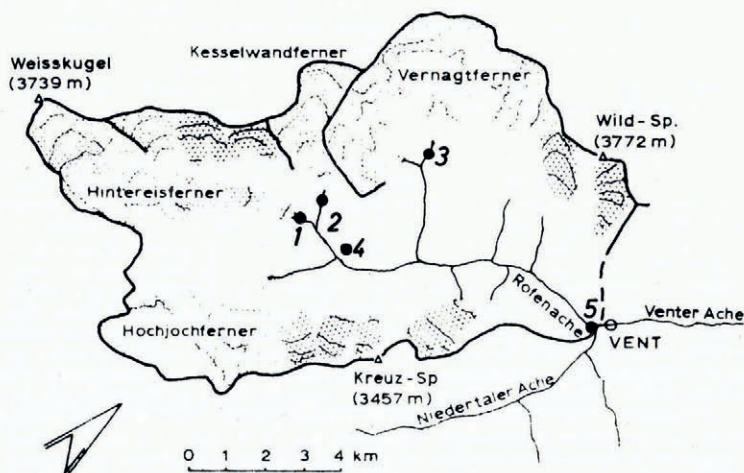 Weisskugel
(3739 m)
Kesselwandferner
Vernagtferner
Wild-Sp.
(3772 m)
3
Hintereisferner
2
1
4
Rofenache
5
Venter Ache
VENT
Hochjochferner
Kreuz-Sp
(3457 m)
Niedertaler Ache
0 1 2 3 4 km